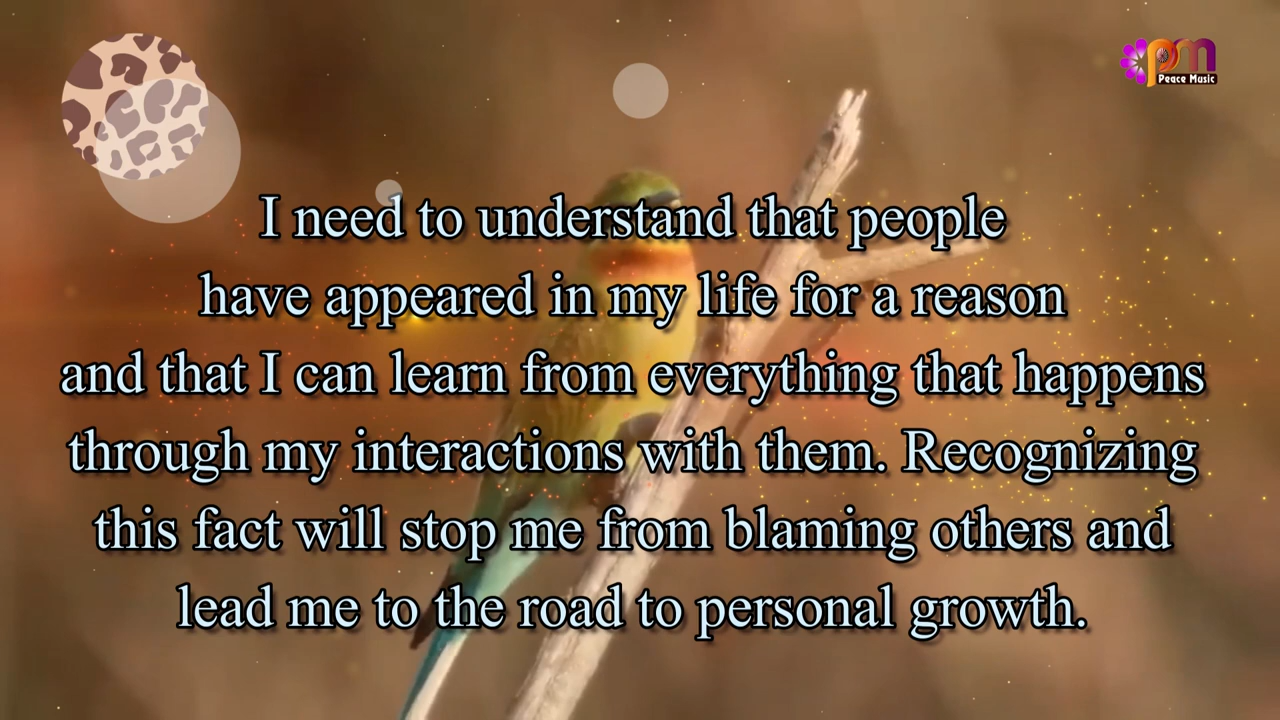 pm
Peace Music
I need to understand that people
have appeared in my life for a reason
and that I can learn from everything that happens
through my interactions with them. Recognizing
this fact will stop me from blaming others and
lead me to the road to personal growth.